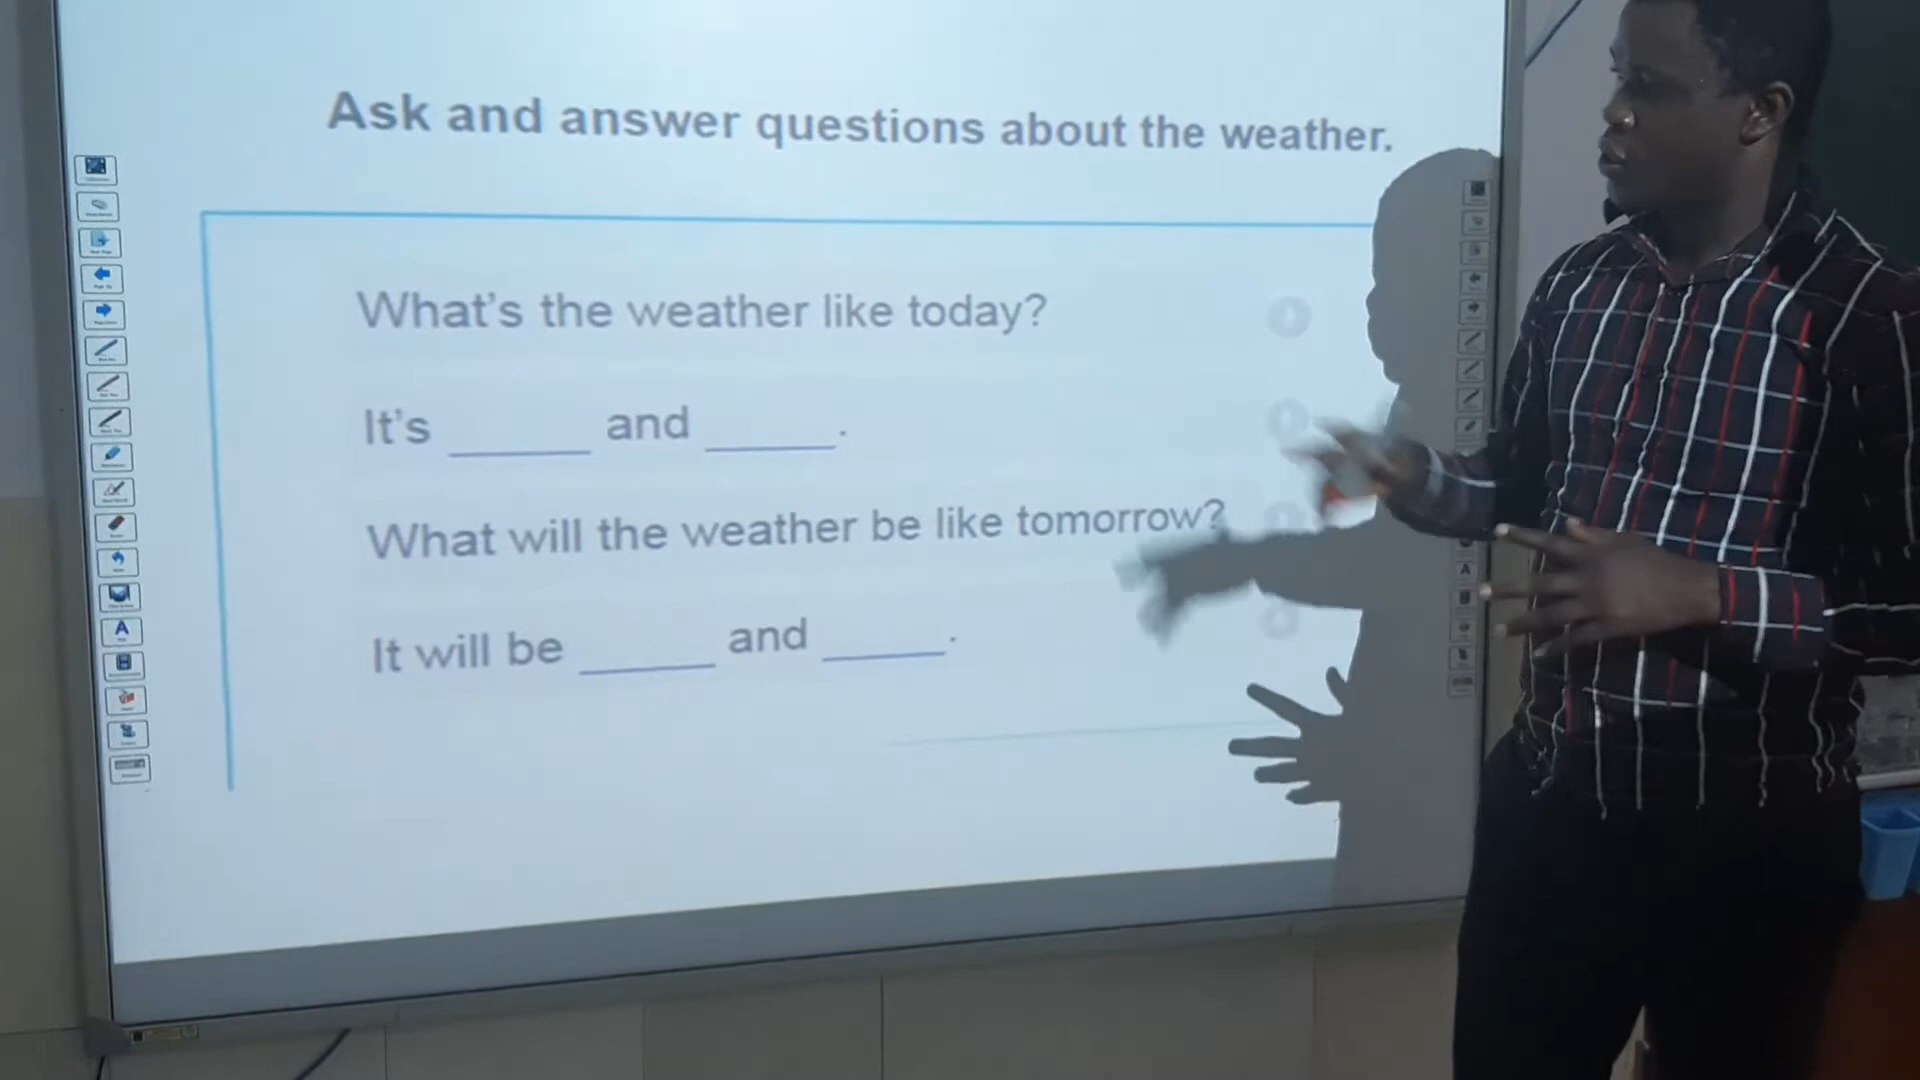 Ask and answer questions about the weather.
What's the weather like today?
It's ______ and ______.
What will the weather be like tomorrow?
It will be ______ and ______.